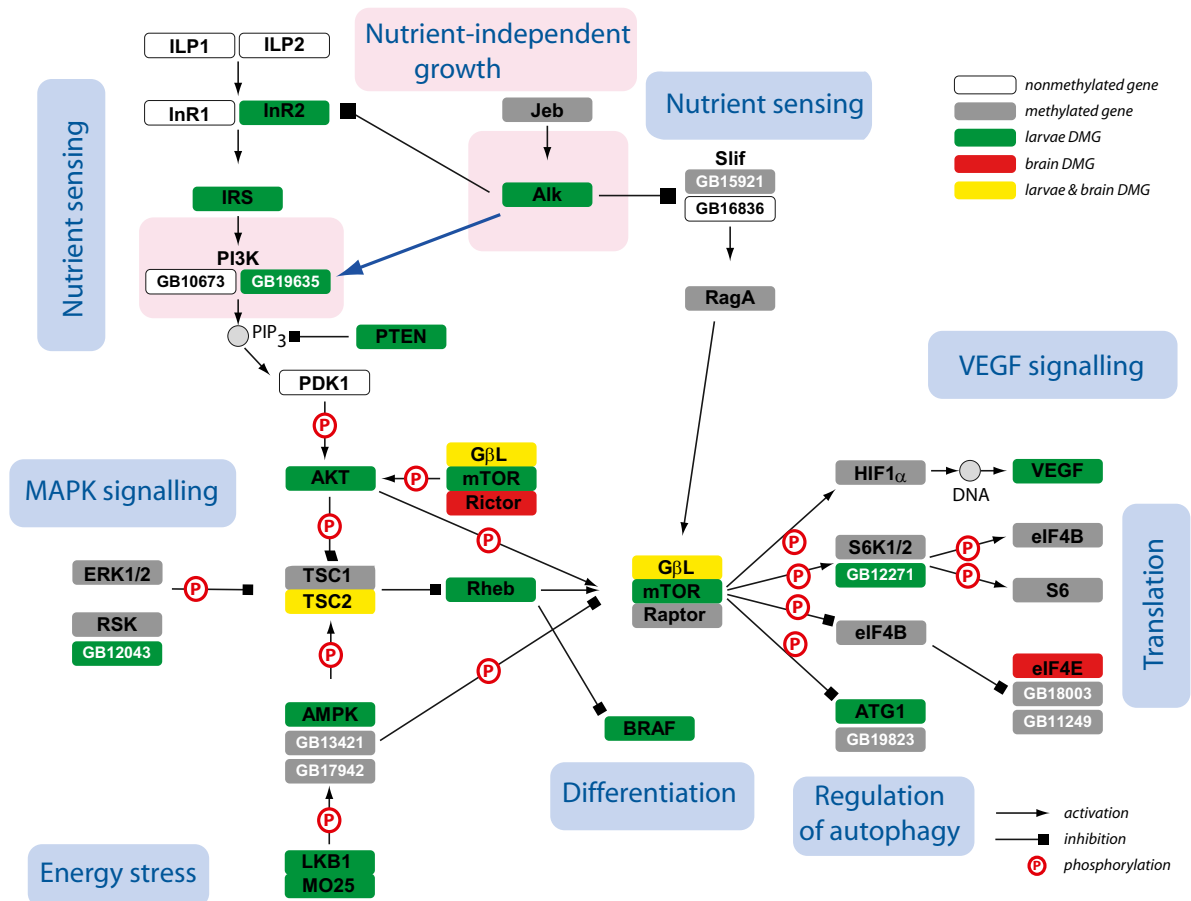 Nutrient-independent
growth
ILP1
ILP2
Nutrient sensing
InR1
InR2
Jeb
Nutrient sensing
nonmethylated gene
methylated gene
larvae DMG
brain DMG
larvae & brain DMG
Slif
GB15921
GB16836
IRS
Alk
PI3K
GB10673
GB19635
RagA
PIP3
PTEN
PDK1
VEGF signalling
P
MAPK signalling
AKT
P
GβL
mTOR
Rictor
HIF1α
DNA
VEGF
P
P
P
S6K1/2
GB12271
P
P
eIF4B
S6
ERK1/2
P
TSC1
TSC2
Rheb
GβL
mTOR
Raptor
P
P
eIF4B
Translation
RSK
GB12043
P
P
P
eIF4E
GB18003
GB11249
AMPK
GB13421
GB17942
BRAF
ATG1
GB19823
Differentiation
Regulation
of autophagy
P
LKB1
MO25
Energy stress
activation
inhibition
P phosphorylation